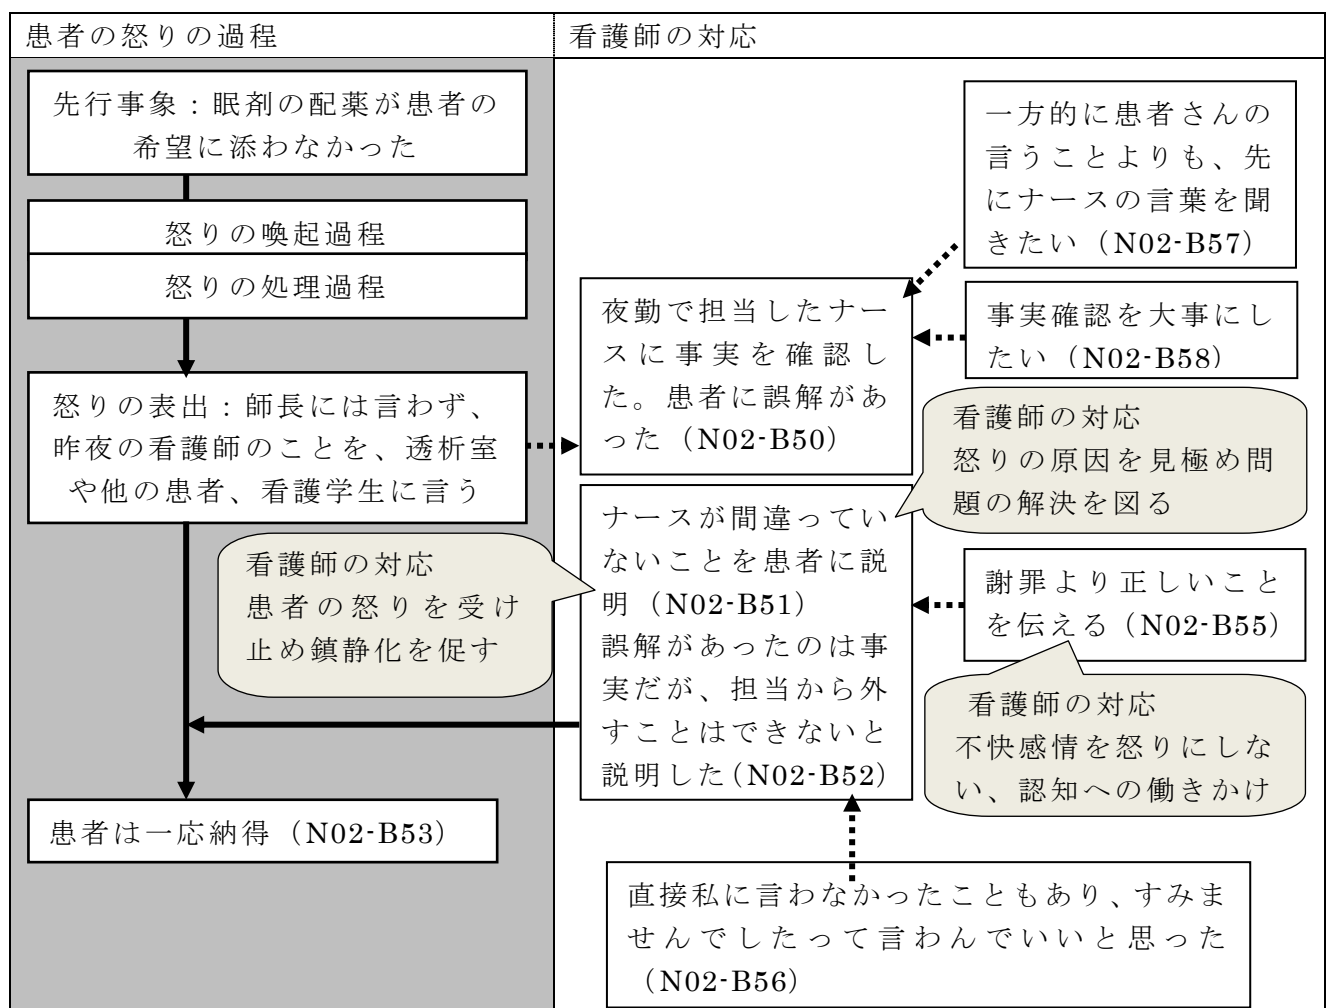 患者の怒りの過程
看護師の対応
先行事象：眠剤の配薬が患者の
希望に添わなかった
怒りの喚起過程
怒りの処理過程
怒りの表出：師長には言わず、
昨夜の看護師のことを、透析室
や他の患者、看護学生に言う
看護師の対応
患者の怒りを受け
止め鎮静化を促す
患者は一応納得（N02-B53）
夜勤で担当したナー
スに事実を確認し
た。患者に誤解があ
った（N02-B50）
ナースが間違ってい
ないことを患者に説
明（N02-B51）
誤解があったのは事
実だが、担当から外
すことはできないと
説明した（N02-B52）
一方的に患者さんの
言うことよりも、先
にナースの言葉を聞
きたい（N02-B57）
事実確認を大事にし
たい（N02-B58）
看護師の対応
怒りの原因を見極め問
題の解決を図る
謝罪より正しいこと
を伝える（N02-B55）
看護師の対応
不快感情を怒りにしな
い、認知への働きかけ
直接私に言わなかったこともあり、すみま
せんでしたって言わんでいいと思った
（N02-B56）